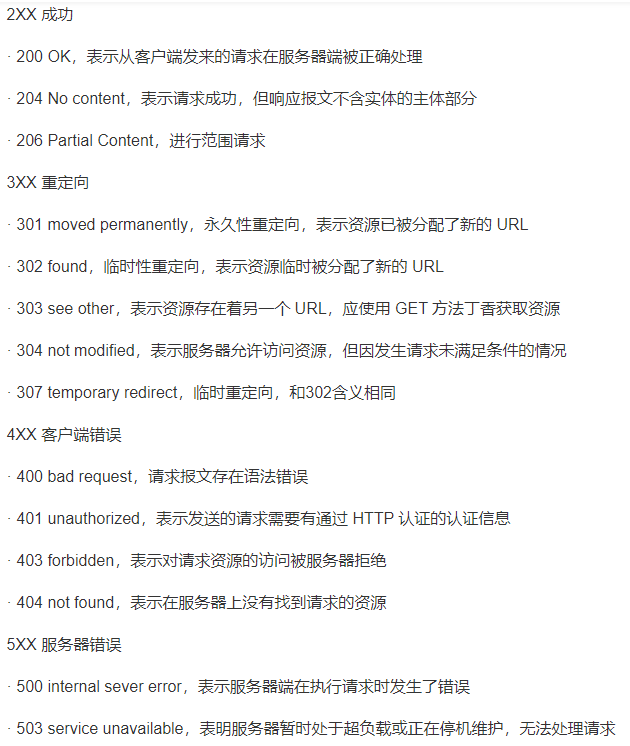 2XX 成功
· 200 OK，表示从客户端发来的请求在服务器端被正确处理
· 204 No content，表示请求成功，但响应报文不含实体的主体部分
· 206 Partial Content，进行范围请求
3XX 重定向
· 301 moved permanently，永久性重定向，表示资源已被分配了新的 URL
· 302 found，临时性重定向，表示资源临时被分配了新的 URL
· 303 see other，表示资源存在着另一个 URL，应使用 GET 方法丁香获取资源
· 304 not modified，表示服务器允许访问资源，但因发生请求未满足条件的情况
· 307 temporary redirect，临时重定向，和302含义相同
4XX 客户端错误
· 400 bad request，请求报文存在语法错误
· 401 unauthorized，表示发送的请求需要有通过 HTTP 认证的认证信息
· 403 forbidden，表示对请求资源的访问被服务器拒绝
· 404 not found，表示在服务器上没有找到请求的资源
5XX 服务器错误
· 500 internal sever error，表示服务器端在执行请求时发生了错误
· 503 service unavailable，表明服务器暂时处于超负载或正在停机维护，无法处理请求